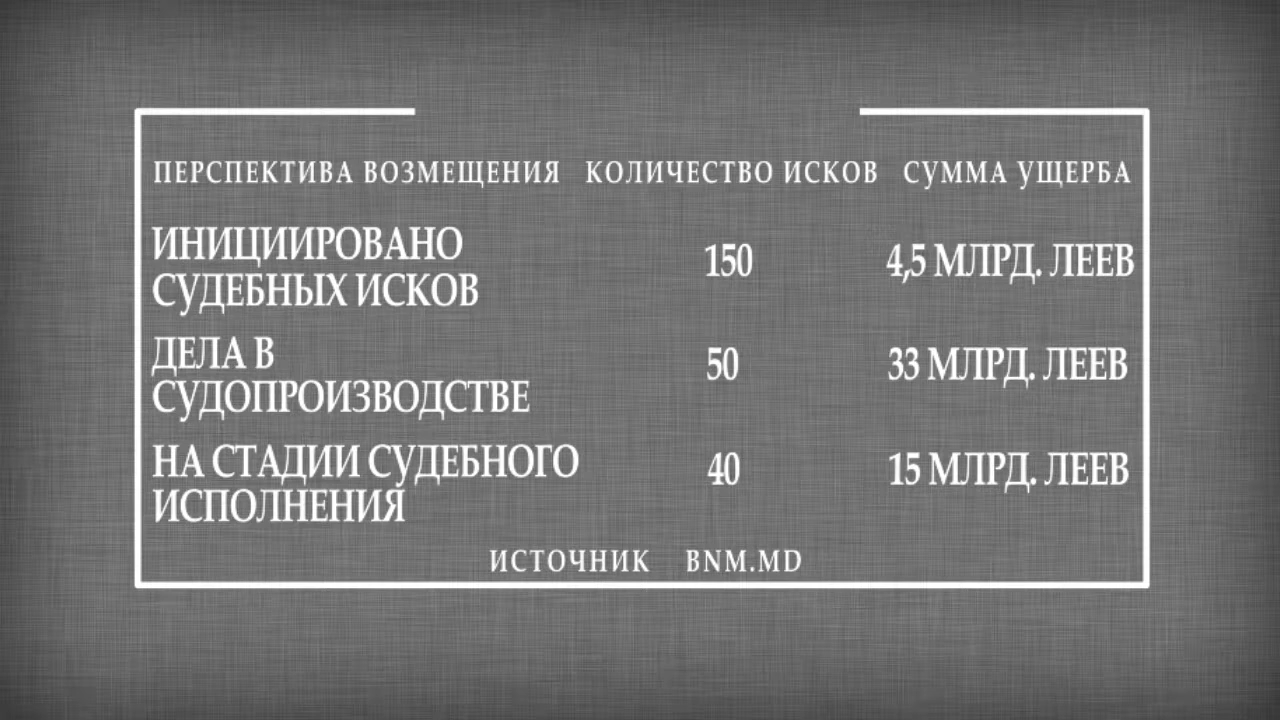 ПЕРСПЕКТИВА ВОЗМЕЩЕНИЯ КОЛИЧЕСТВО ИСКОВ СУММА УЩЕРБА
ИНИЦИИРОВАНО
СУДЕБНЫХ ИСКОВ
150
4,5 МЛРД. ЛЕЕВ
ДЕЛА В
СУДОПРОИЗВОДСТВЕ
50
33 МЛРД. ЛЕЕВ
НА СТАДИИ СУДЕБНОГО
ИСПОЛНЕНИЯ
40
15 МЛРД. ЛЕЕВ
ИСТОЧНИК BNM.MD